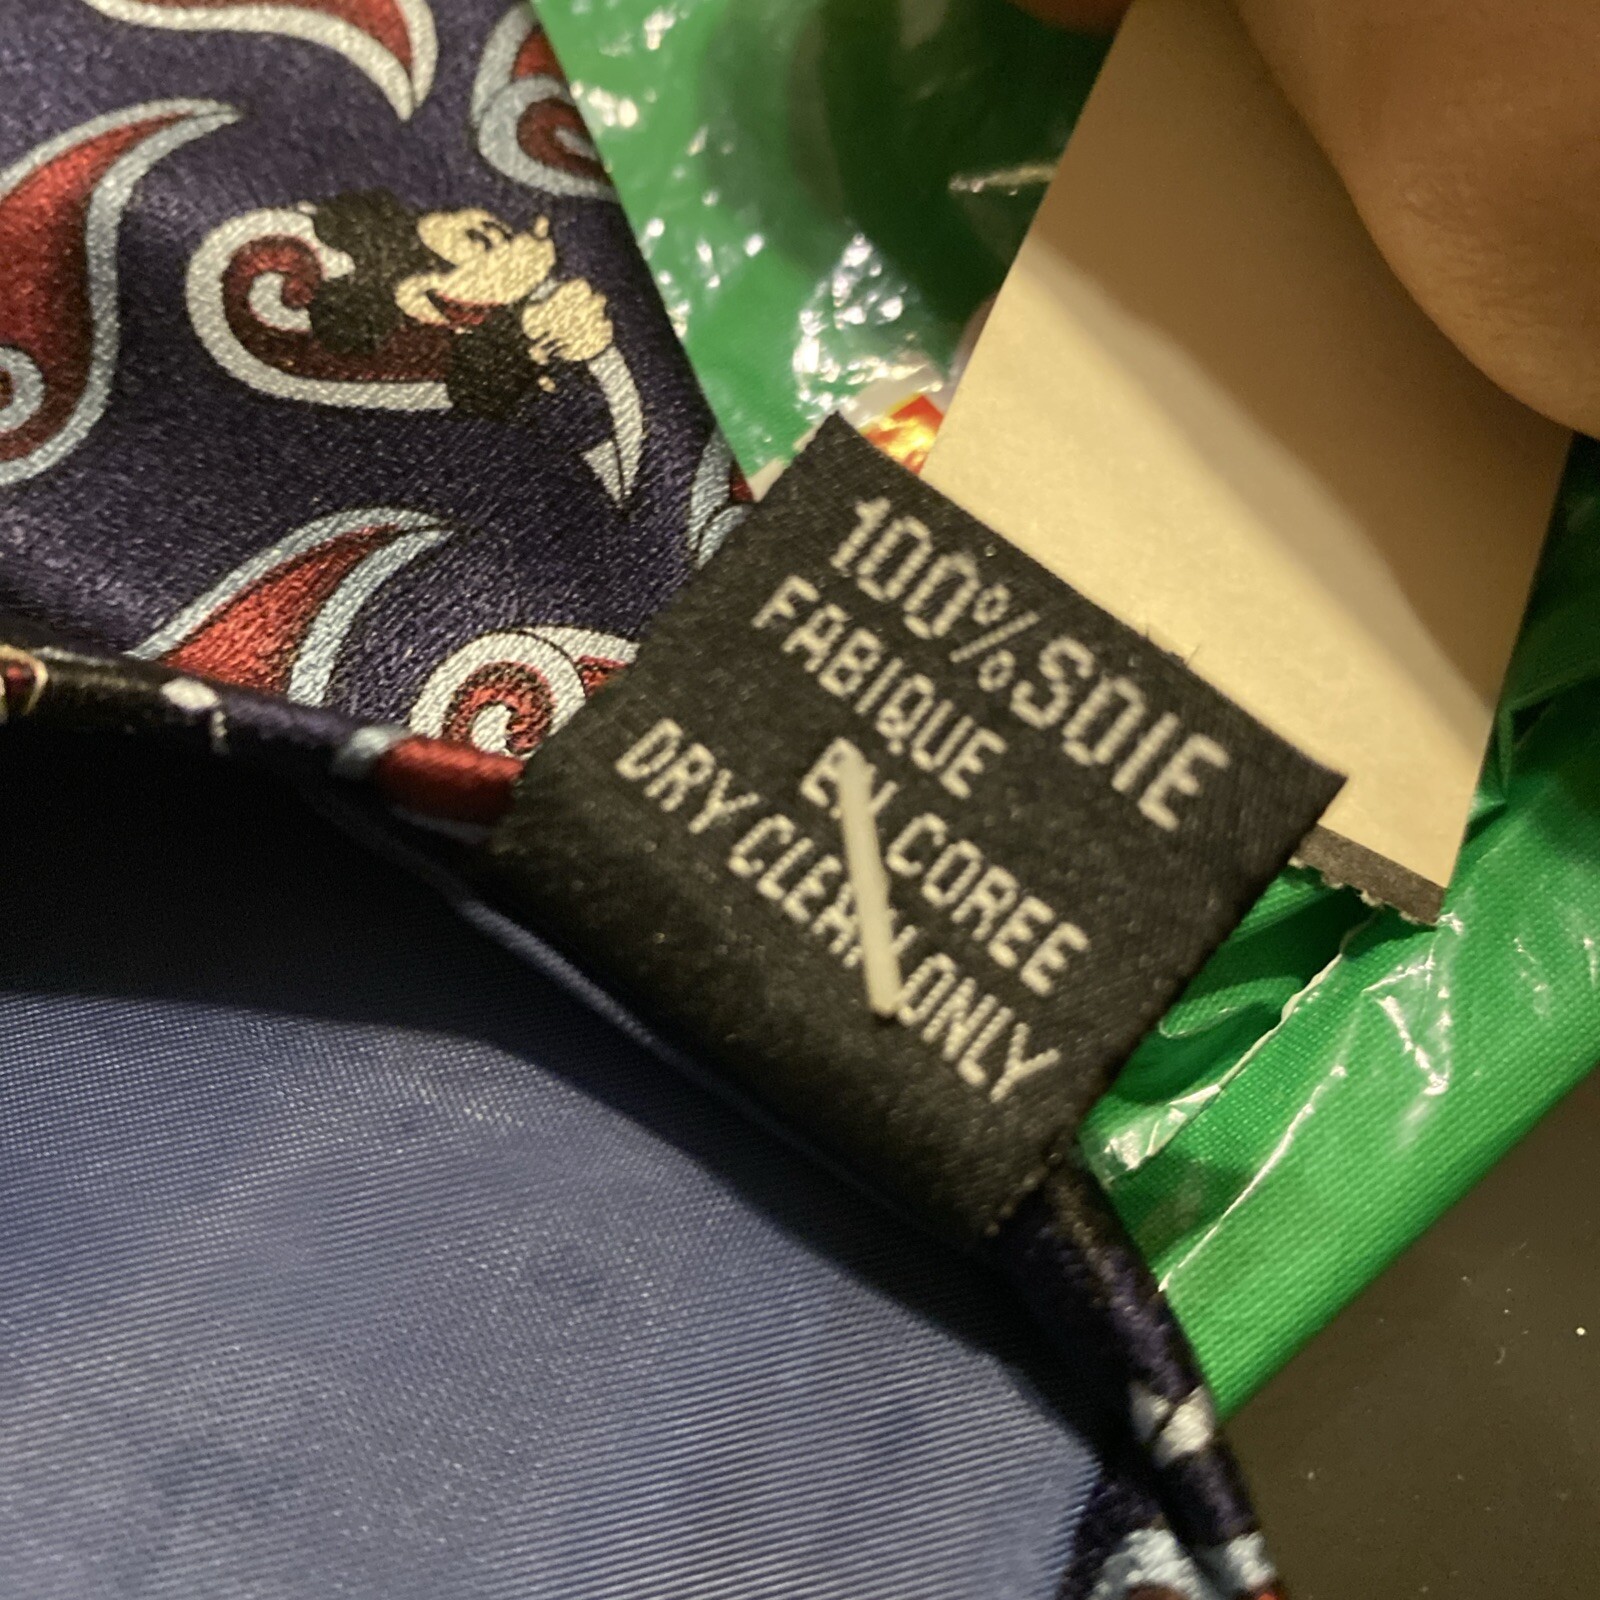 100% SOIE
FABIQUE
EN COREE
DRY CLEAN ONLY